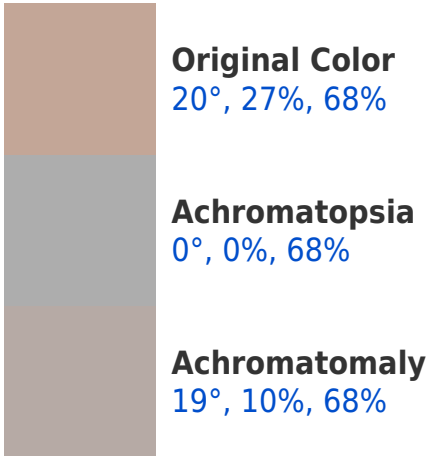 Original Color
20°, 27%, 68%
Achromatopsia
0°, 0%, 68%
Achromatomaly
19°, 10%, 68%